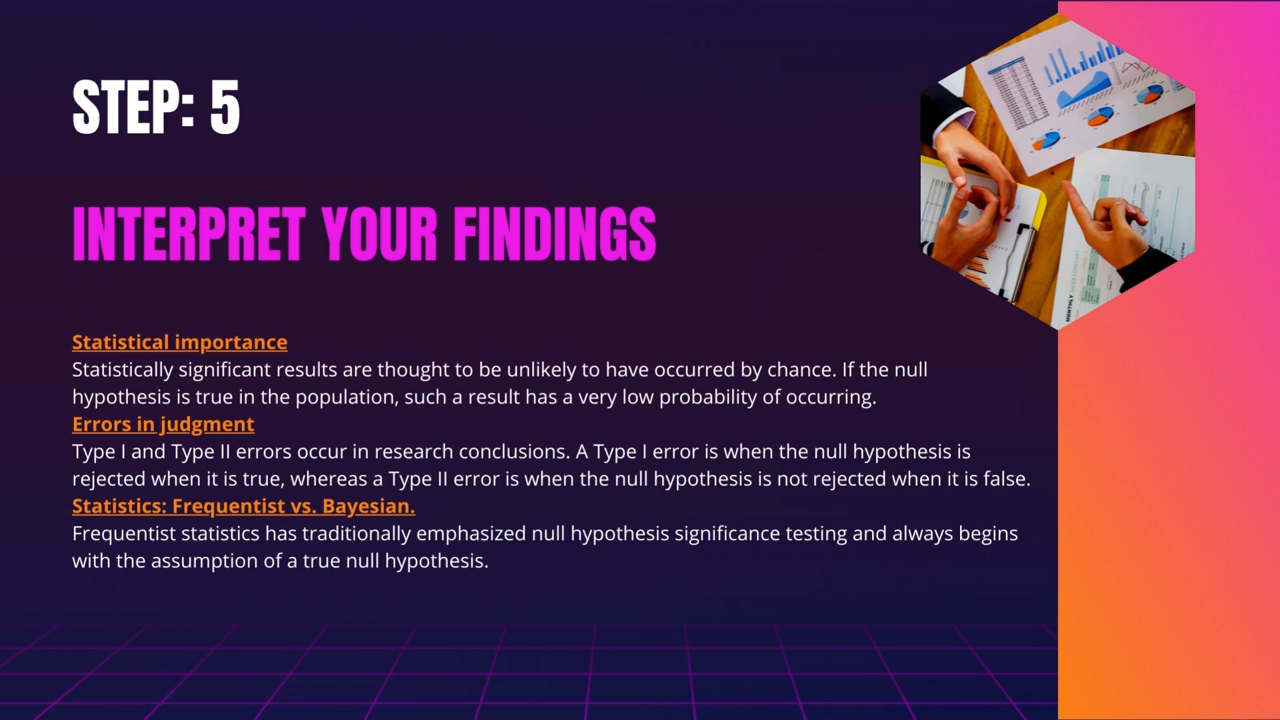 STEP: 5
INTERPRET YOUR FINDINGS
Statistical importance
Statistically significant results are thought to be unlikely to have occurred by chance. If the null
hypothesis is true in the population, such a result has a very low probability of occurring.
Errors in judgment
Type I and Type II errors occur in research conclusions. A Type I error is when the null hypothesis is
rejected when it is true, whereas a Type II error is when the null hypothesis is not rejected when it is false.
Statistics: Frequentist vs. Bayesian.
Frequentist statistics has traditionally emphasized null hypothesis significance testing and always begins
with the assumption of a true null hypothesis.